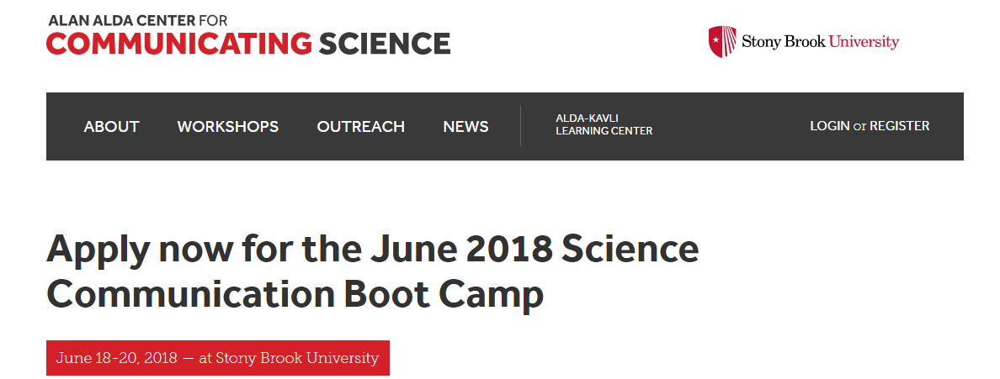 ALAN ALDA CENTER FOR
COMMUNICATING SCIENCE
Stony Brook University
ABOUT WORKSHOPS OUTREACH NEWS
ALDA-KAVLI
LEARNING CENTER
LOGIN or REGISTER
Apply now for the June 2018 Science
Communication Boot Camp
June 18-20, 2018 — at Stony Brook University